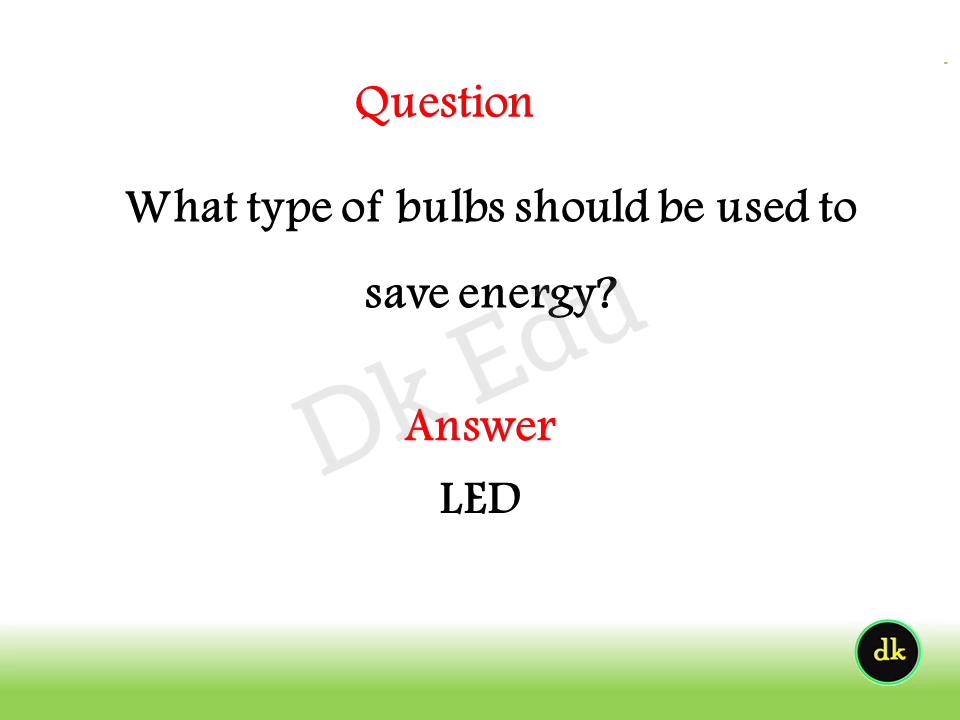 Question
What type of bulbs should be used to
save energy?
Dk Edu
Answer
LED
dk